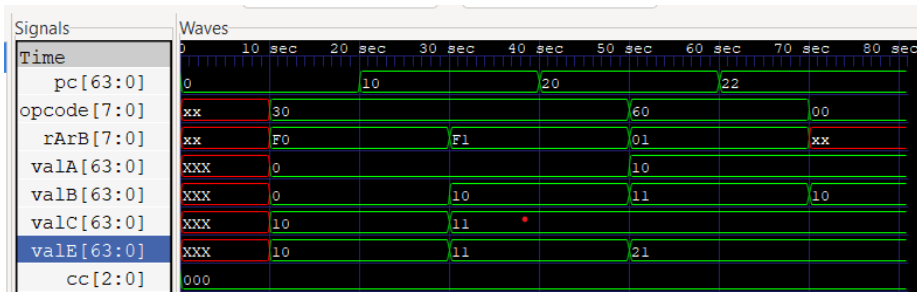 Signals Waves
Time 0 10 sec 20 sec 30 sec 40 sec 50 sec 60 sec 70 sec 80 sec
pc[63:0] 0 10 20 22
opcode[7:0] xx 30 60 00
rArB[7:0] xx F0 F1 01 xx
valA[63:0] XXX 0 10
valB[63:0] XXX 0 10 11 10
valC[63:0] XXX 10 11
valE[63:0] XXX 10 11 21
cc[2:0] 000